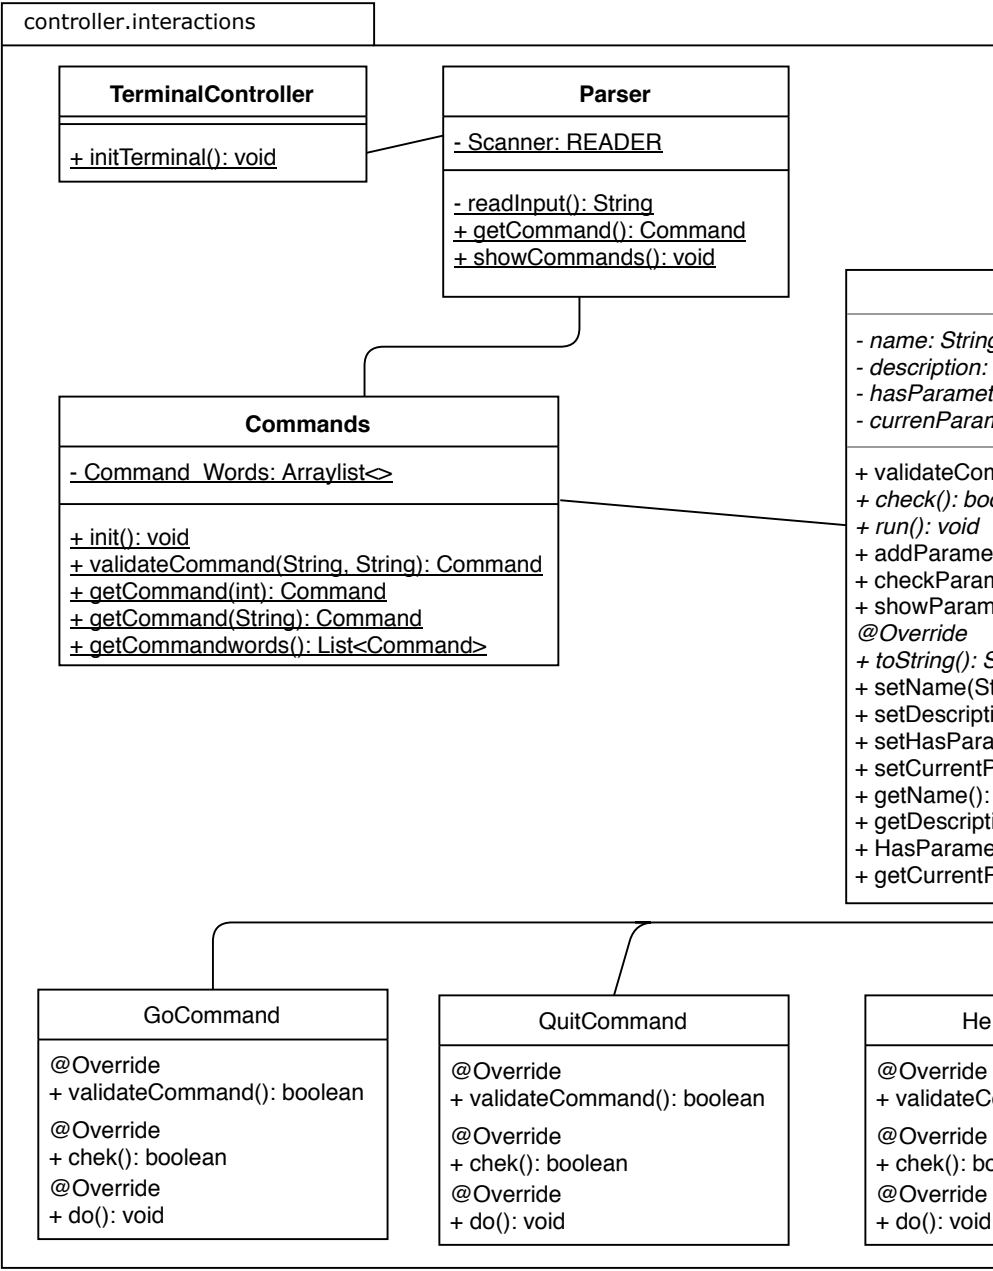 controller.interactions
TerminalController
+ initTerminal(): void
Parser
- Scanner: READER
- readInput(): String
+ getCommand(): Command
+ showCommands(): void
Commands
- Command_Words: Arraylist<>
+ init(): void
+ validateCommand(String, String): Command
+ getCommand(int): Command
+ getCommand(String): Command
+ getCommandwords(): List<Command>
- name: String
- description:
- hasParamet
- currenParam
+ validateCom
+ check(): boo
+ run(): void
+ addParame
+ checkParam
+ showParam
@Override
+ toString(): S
+ setName(St
+ setDescripti
+ setHasPara
+ setCurrentP
+ getName():
+ getDescripti
+ HasParame
+ getCurrentP
GoCommand
@Override
+ validateCommand(): boolean
@Override
+ chek(): boolean
@Override
+ do(): void
QuitCommand
@Override
+ validateCommand(): boolean
@Override
+ chek(): boolean
@Override
+ do(): void
He
@Override
+ validateCo
@Override
+ chek(): bo
@Override
+ do(): void